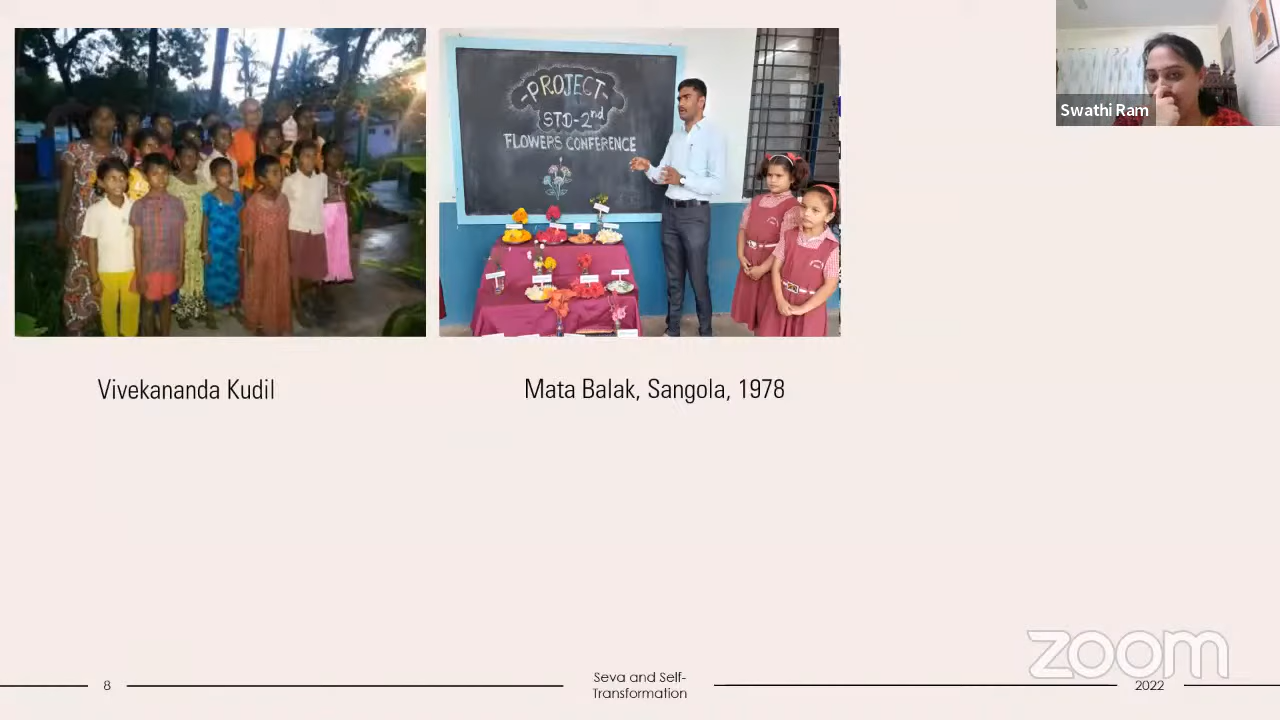 -PROJECT-
STD-2nd
FLOWERS CONFERENCE
Swathi Ram
Vivekananda Kudil
Mata Balak, Sangola, 1978
zoom
8
Seva and Self-
Transformation
2022